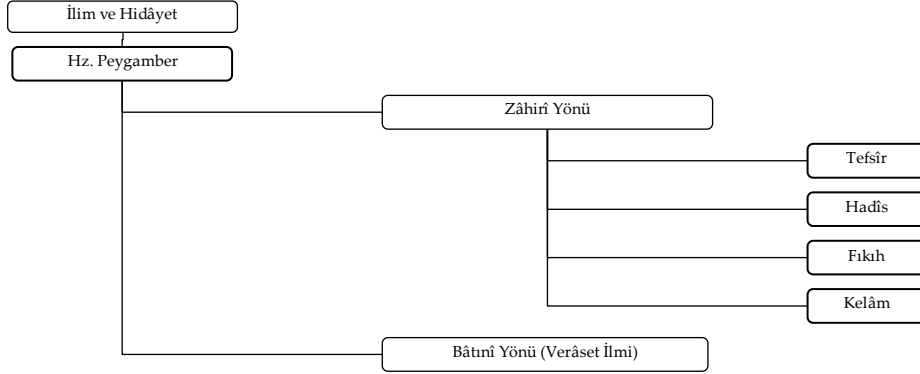 İlim ve Hidâyet
Hz. Peygamber
Zâhirî Yönü
Tefsîr
Hadîs
Fıkıh
Kelâm
Bâtınî Yönü (Verâset İlmi)